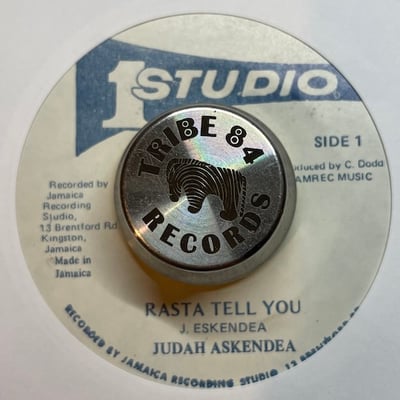 1 STUDIO
SIDE 1
Produced by C. Dodd
JAMREC MUSIC
Recorded by
Jamaica
Recording
Studio,
13 Brentford Rd
Kingston,
Jamaica
Made in
Jamaica
TRIBE 84
RECORDS
RASTA TELL YOU
J. ESKENDEA
JUDAH ASKENDEA
RECORDED BY JAMAICA RECORDING STUDIO 13 BRENTFORD RD